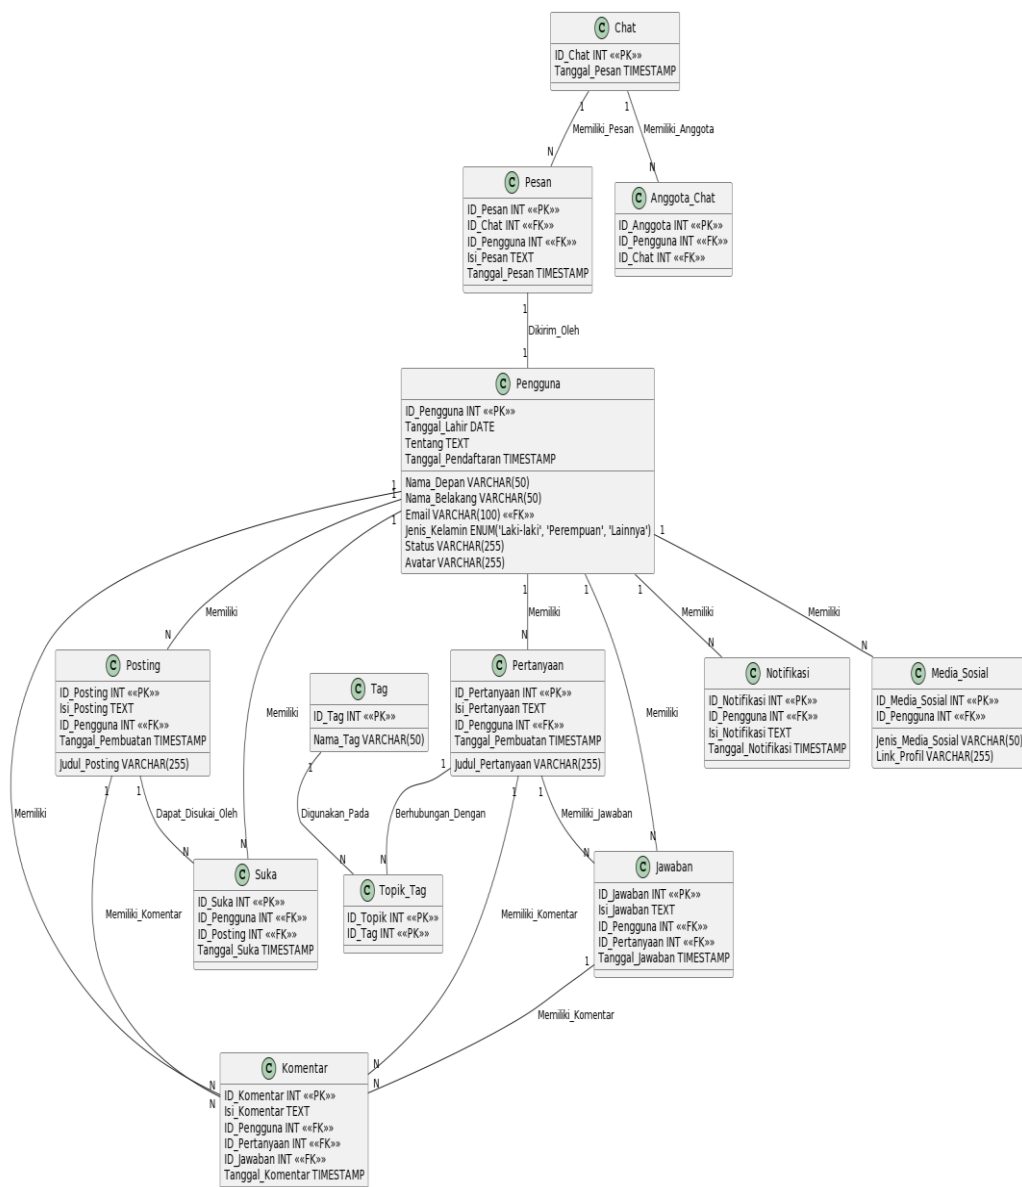 C Chat
ID_Chat INT «PK»
Tanggal_Pesan TIMESTAMP
1
1
Memiliki_Pesan
Memiliki_Anggota
N
N
C Pesan
ID_Pesan INT «PK»
ID_Chat INT «FK»
ID_Pengguna INT «FK»
Isi_Pesan TEXT
Tanggal_Pesan TIMESTAMP
C Anggota_Chat
ID_Anggota INT «PK»
ID_Pengguna INT «FK»
ID_Chat INT «FK»
1
Dikirim_Oleh
1
C Pengguna
ID_Pengguna INT «PK»
Tanggal_Lahir DATE
Tentang TEXT
Tanggal_Pendaftaran TIMESTAMP
Nama_Depan VARCHAR(50)
Nama_Belakang VARCHAR(50)
Email VARCHAR(100) «FK»
Jenis_Kelamin ENUM('Laki-laki', 'Perempuan', 'Lainnya')
Status VARCHAR(255)
Avatar VARCHAR(255)
1
1
1
1
1
1
1
1
Memiliki
Memiliki
Memiliki
Memiliki
N
N
N
N
C Posting
ID_Posting INT «PK»
Isi_Posting TEXT
ID_Pengguna INT «FK»
Tanggal_Pembuatan TIMESTAMP
Judul_Posting VARCHAR(255)
C Tag
ID_Tag INT «PK»
Nama_Tag VARCHAR(50)
C Pertanyaan
ID_Pertanyaan INT «PK»
Isi_Pertanyaan TEXT
ID_Pengguna INT «FK»
Tanggal_Pembuatan TIMESTAMP
Judul_Pertanyaan VARCHAR(255)
C Notifikasi
ID_Notifikasi INT «PK»
ID_Pengguna INT «FK»
Isi_Notifikasi TEXT
Tanggal_Notifikasi TIMESTAMP
C Media_Sosial
ID_Media_Sosial INT «PK»
ID_Pengguna INT «FK»
Jenis_Media_Sosial VARCHAR(50)
Link_Profil VARCHAR(255)
Memiliki
Memiliki
1
1
1
1
1
1
Memiliki
Dapat_Disukai_Oleh
Digunakan_Pada
Berhubungan_Dengan
Memiliki_Jawaban
N
N
N
N
N
N
C Suka
ID_Suka INT «PK»
ID_Pengguna INT «FK»
ID_Posting INT «FK»
Tanggal_Suka TIMESTAMP
C Topik_Tag
ID_Topik INT «PK»
ID_Tag INT «PK»
C Jawaban
ID_Jawaban INT «PK»
Isi_Jawaban TEXT
ID_Pengguna INT «FK»
ID_Pertanyaan INT «FK»
Tanggal_Jawaban TIMESTAMP
Memiliki_Komentar
Memiliki_Komentar
1
Memiliki_Komentar
N
N
N
N
C Komentar
ID_Komentar INT «PK»
Isi_Komentar TEXT
ID_Pengguna INT «FK»
ID_Pertanyaan INT «FK»
ID_Jawaban INT «FK»
Tanggal_Komentar TIMESTAMP